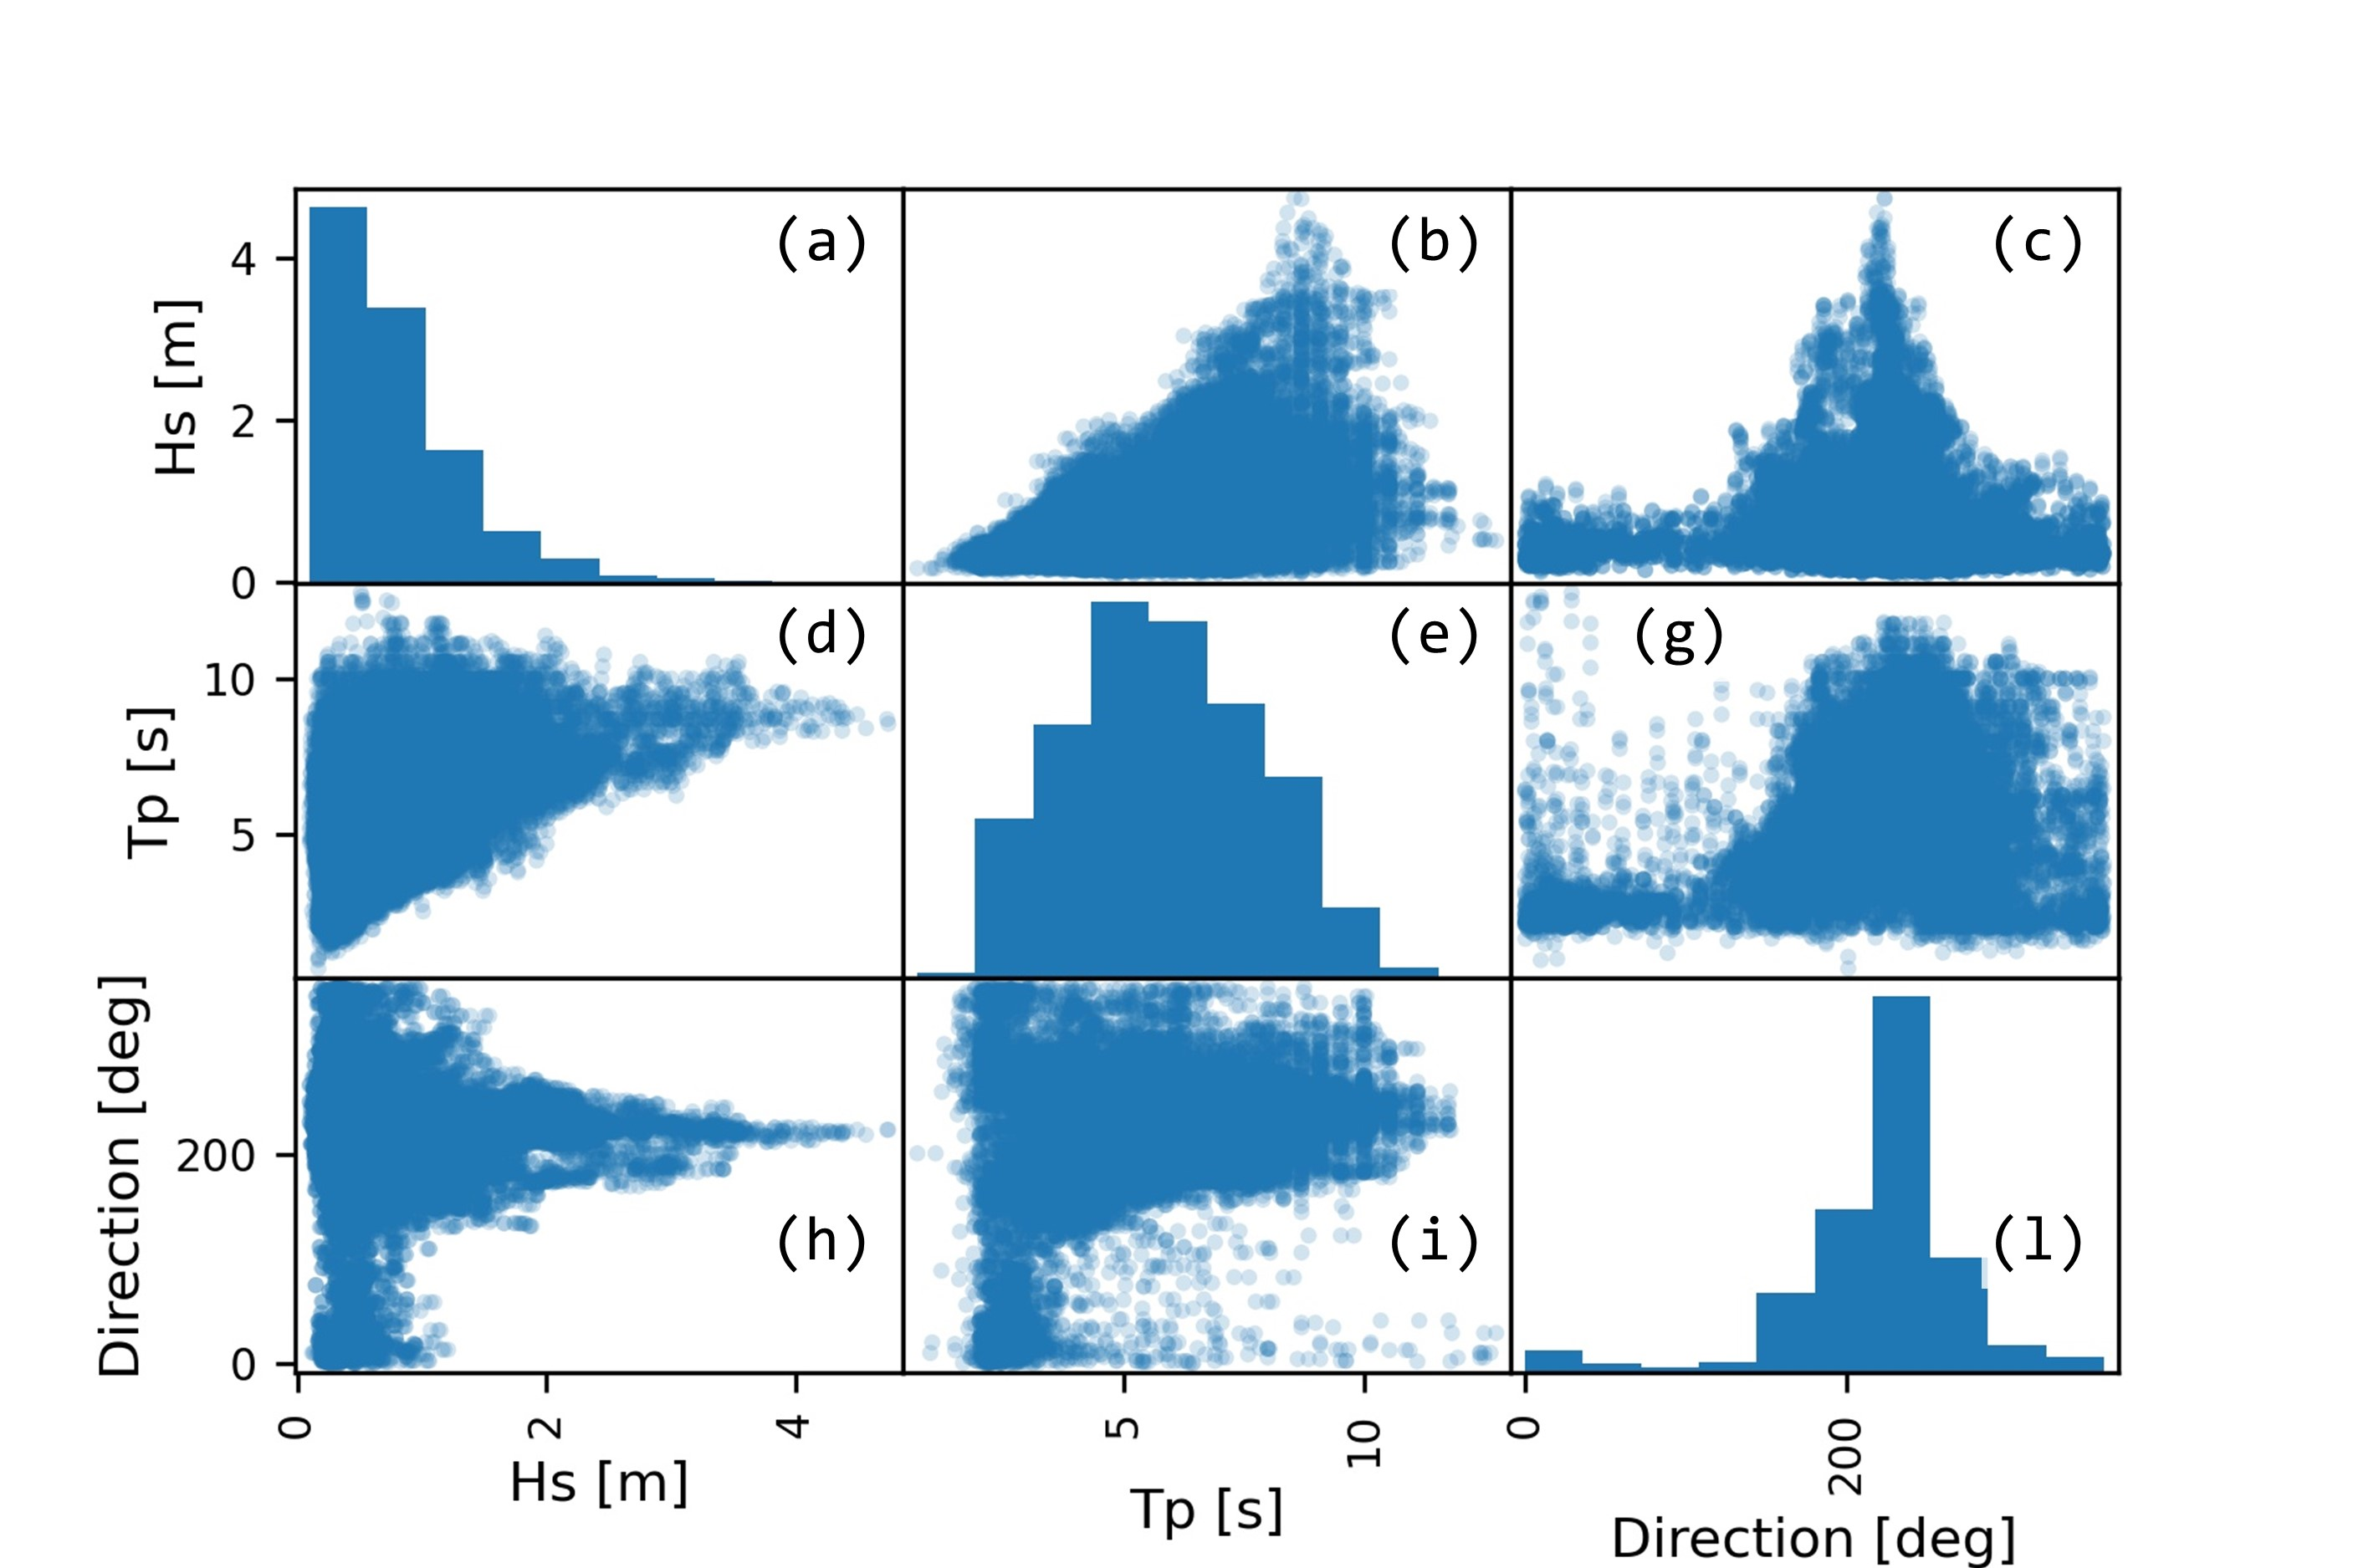 (a)
(b)
(c)
4
2
0
Hs [m]
(d)
(e)
(g)
10
5
Tp [s]
(h)
(i)
(l)
200
0
Direction [deg]
0
2
4
5
10
0
200
Hs [m]
Tp [s]
Direction [deg]